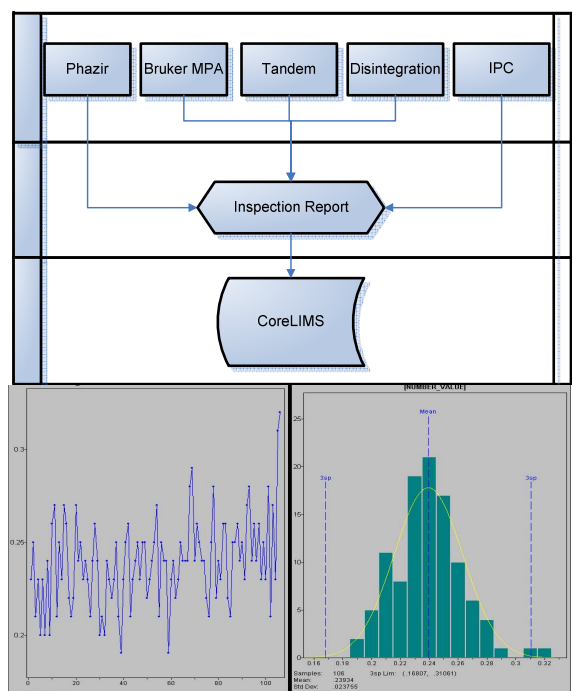 Phazir
Bruker MPA
Tandem
Disintegration
IPC
Inspection Report
CoreLIMS
0.3
0.25
0.2
0 20 40 60 80 100
[NUMBER_VALUE]
Mean
3sp
3sp
25
20
15
10
5
0
0.16 0.18 0.2 0.22 0.24 0.26 0.28 0.3 0.32
Samples: 106 3sp Lim: (.16807, .31061)
Mean: .23934
Std Dev: .023755